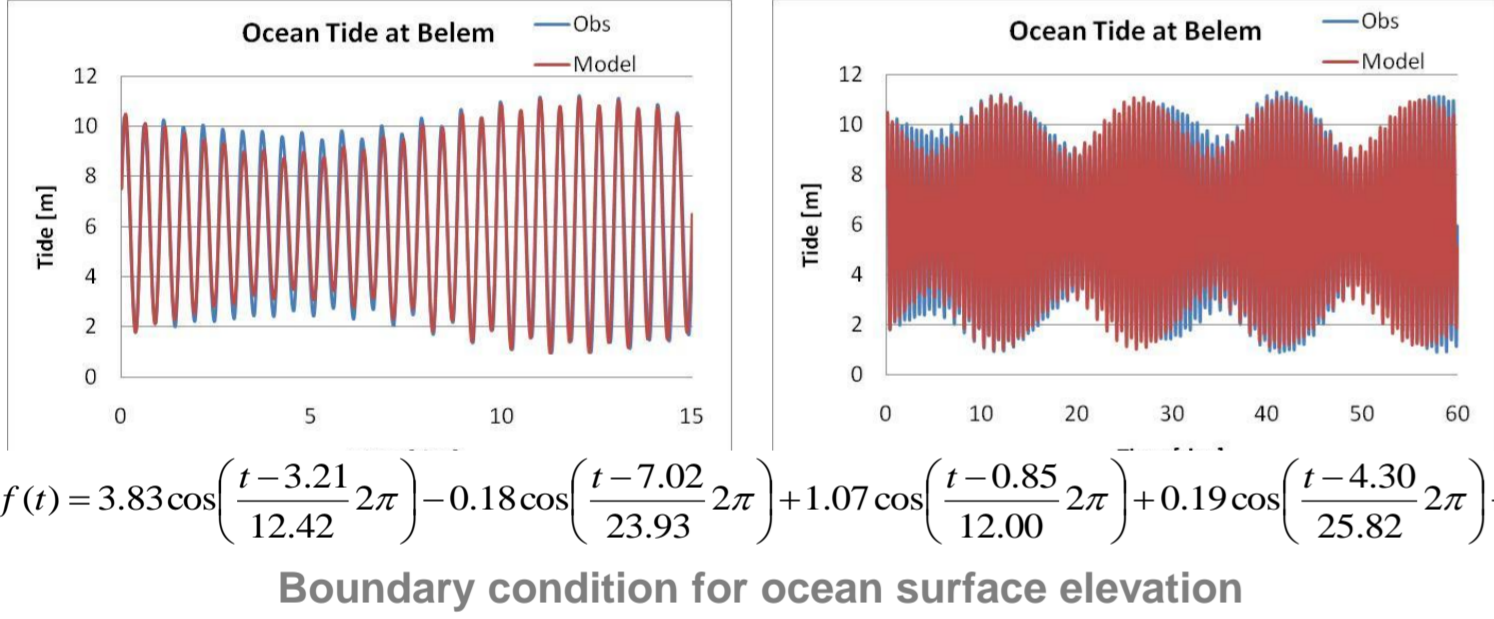 Ocean Tide at Belem
Obs
Model
12
10
8
6
4
2
0
Tide [m]
0 5 10 15
Ocean Tide at Belem
Obs
Model
12
10
8
6
4
2
0
Tide [m]
0 10 20 30 40 50 60
f(t) = 3.83cos((t−3.21)/12.42 2π) − 0.18cos((t−7.02)/23.93 2π) + 1.07cos((t−0.85)/12.00 2π) + 0.19cos((t−4.30)/25.82 2π)
Boundary condition for ocean surface elevation